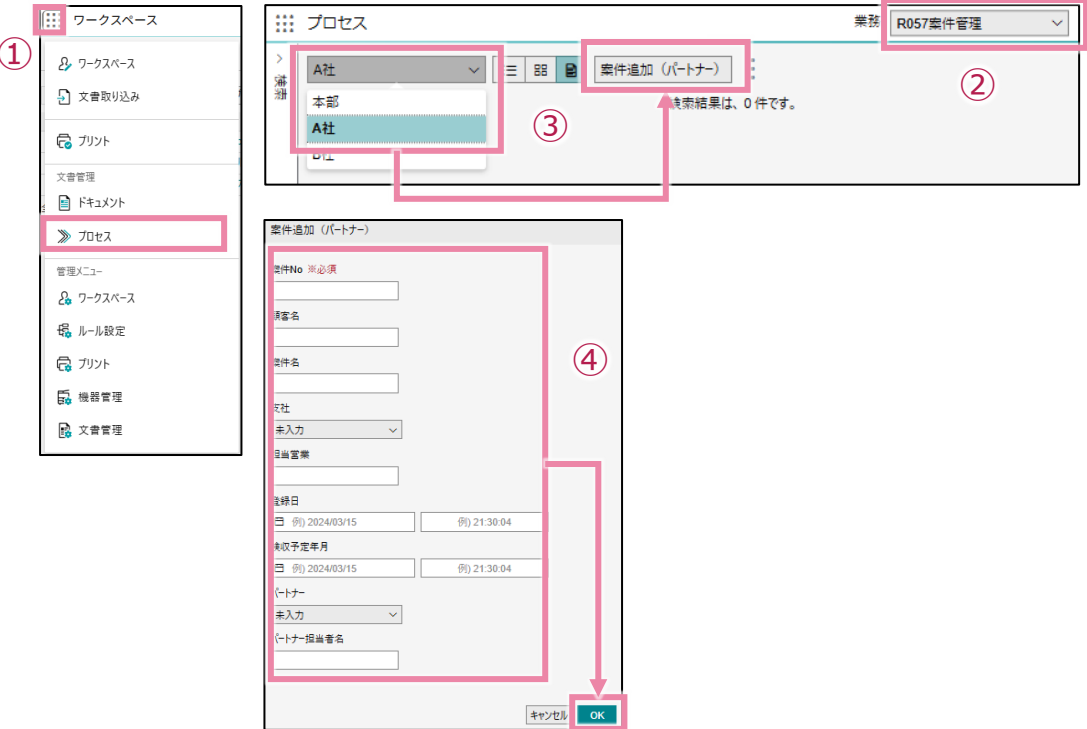 ①
ワークスペース
ワークスペース
文書取り込み
プリント
文書管理
ドキュメント
プロセス
管理メニュー
ワークスペース
ルール設定
プリント
機器管理
文書管理
プロセス
業務
R057案件管理
②
検索
A社
案件追加（パートナー）
本部
A社
③
検索結果は、0 件です。
案件追加（パートナー）
案件No ※必須
顧客名
案件名
支社
未入力
担当営業
登録日
例) 2024/03/15
例) 21:30:04
検収予定年月
例) 2024/03/15
例) 21:30:04
パートナー
未入力
パートナー担当者名
④
キャンセル
OK